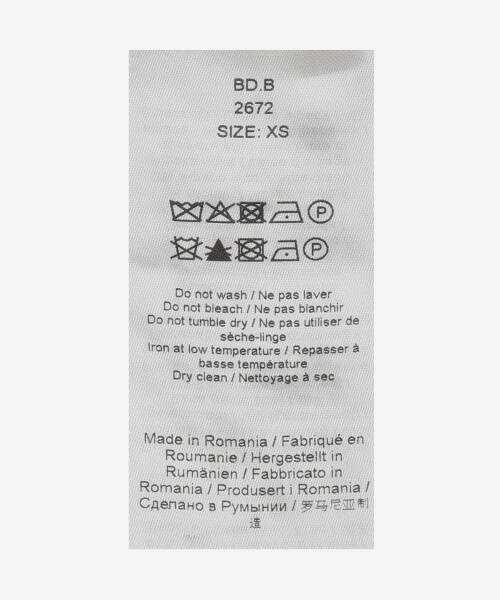 BD.B
2672
SIZE: XS
P
P
Do not wash / Ne pas laver
Do not bleach / Ne pas blanchir
Do not tumble dry / Ne pas utiliser de
sèche-linge
Iron at low temperature / Repasser à
basse température
Dry clean / Nettoyage à sec
Made in Romania / Fabriqué en
Roumanie / Hergestellt in
Rumänien / Fabbricato in
Romania / Produsert i Romania /
Сделано в Румынии / 罗马尼亚制
造